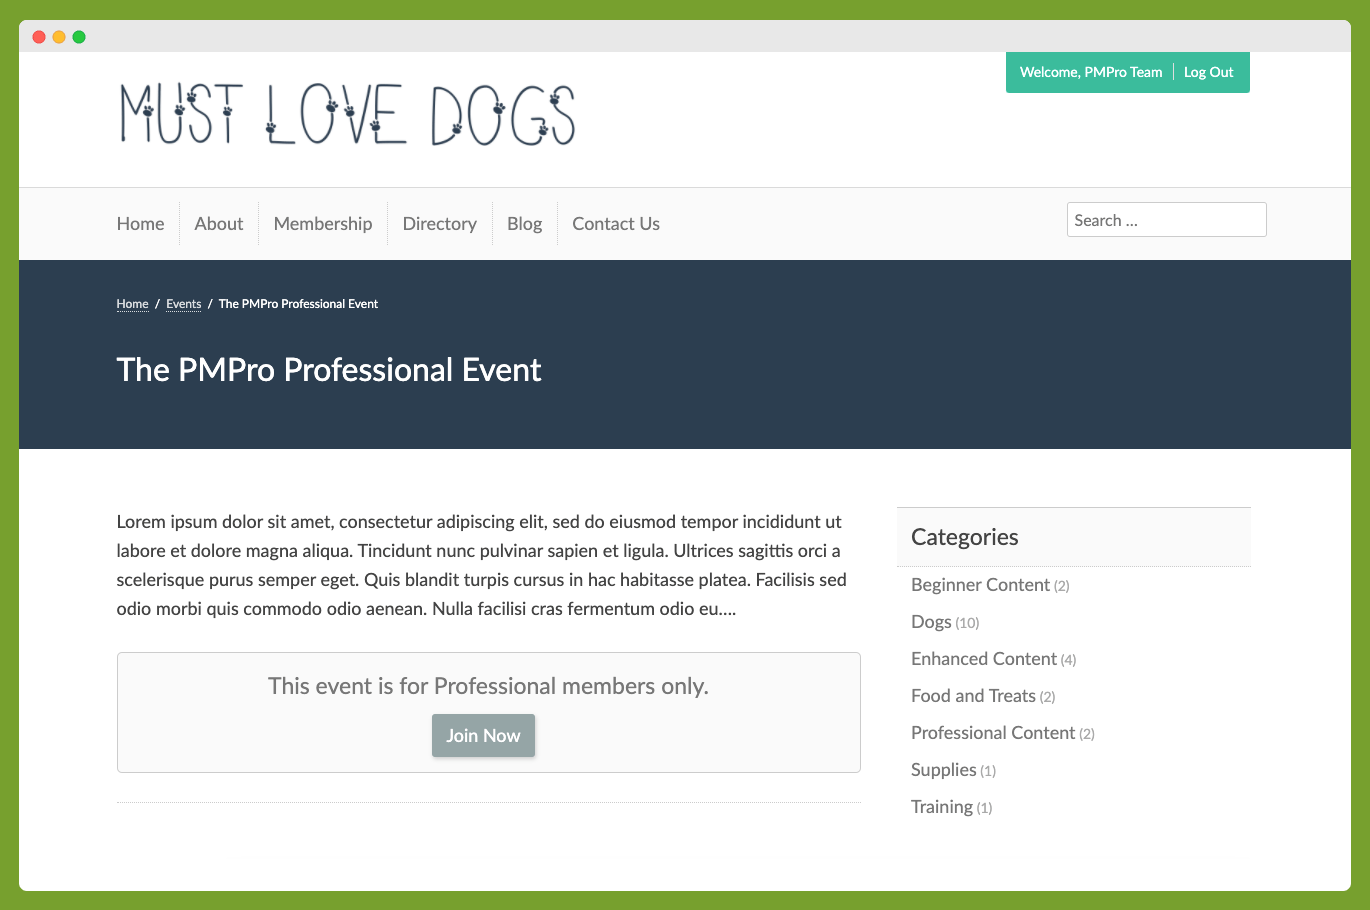 Welcome, PMPro Team Log Out
MUST LOVE DOGS
Home About Membership Directory Blog Contact Us
Search ...
Home / Events / The PMPro Professional Event
The PMPro Professional Event
Lorem ipsum dolor sit amet, consectetur adipiscing elit, sed do eiusmod tempor incididunt ut
labore et dolore magna aliqua. Tincidunt nunc pulvinar sapien et ligula. Ultrices sagittis orci a
scelerisque purus semper eget. Quis blandit turpis cursus in hac habitasse platea. Facilisis sed
odio morbi quis commodo odio aenean. Nulla facilisi cras fermentum odio eu….
This event is for Professional members only.
Join Now
Categories
Beginner Content (2)
Dogs (10)
Enhanced Content (4)
Food and Treats (2)
Professional Content (2)
Supplies (1)
Training (1)